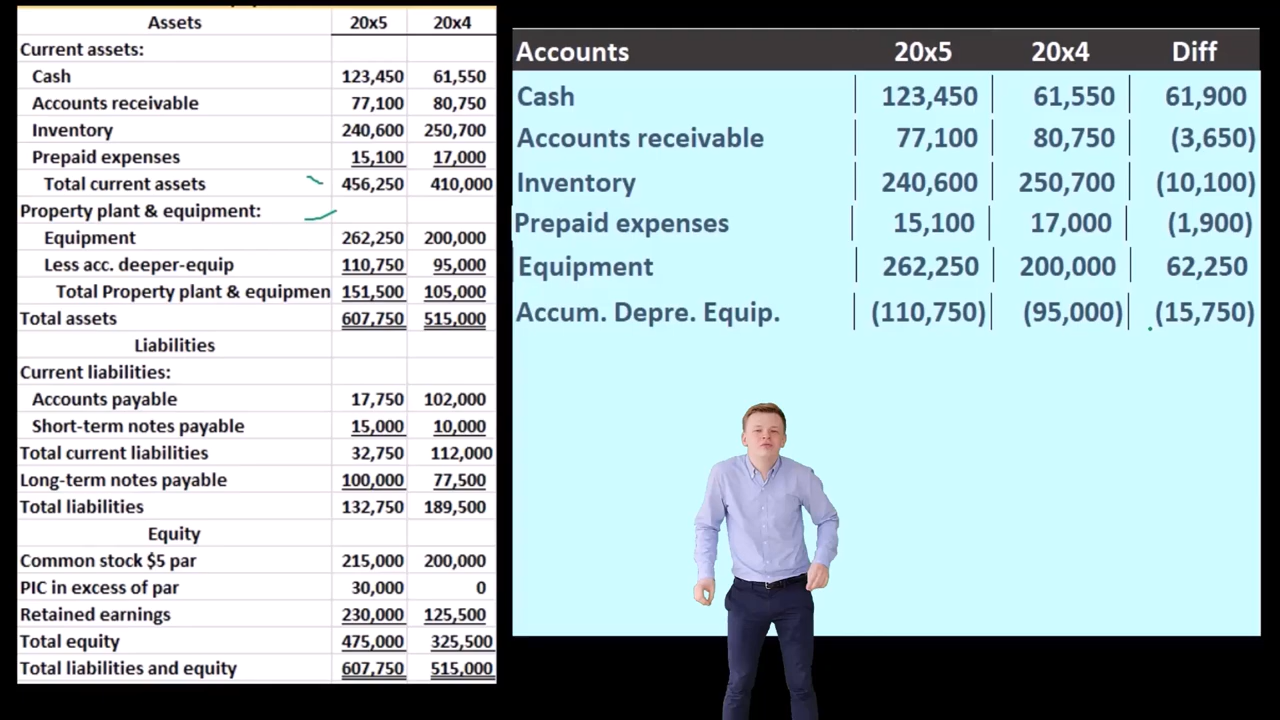 Assets 20x5 20x4
Current assets:
Cash 123,450 61,550
Accounts receivable 77,100 80,750
Inventory 240,600 250,700
Prepaid expenses 15,100 17,000
Total current assets 456,250 410,000
Property plant & equipment:
Equipment 262,250 200,000
Less acc. deeper-equip 110,750 95,000
Total Property plant & equipmen 151,500 105,000
Total assets 607,750 515,000
Liabilities
Current liabilities:
Accounts payable 17,750 102,000
Short-term notes payable 15,000 10,000
Total current liabilities 32,750 112,000
Long-term notes payable 100,000 77,500
Total liabilities 132,750 189,500
Equity
Common stock $5 par 215,000 200,000
PIC in excess of par 30,000 0
Retained earnings 230,000 125,500
Total equity 475,000 325,500
Total liabilities and equity 607,750 515,000
Accounts 20x5 20x4 Diff
Cash 123,450 61,550 61,900
Accounts receivable 77,100 80,750 (3,650)
Inventory 240,600 250,700 (10,100)
Prepaid expenses 15,100 17,000 (1,900)
Equipment 262,250 200,000 62,250
Accum. Depre. Equip. (110,750) (95,000) (15,750)